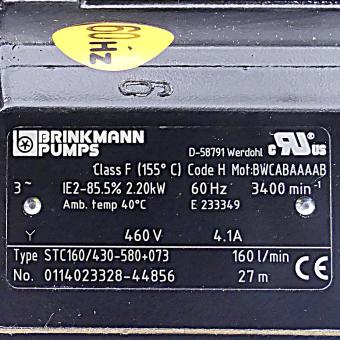 60Hz
6
BRINKMANN
PUMPS
D-58791 Werdohl
c RU us
Class F (155° C) Code H Mot:BWCABAAAAB
3~ IE2-85.5% 2.20kW 60 Hz 3400 min⁻¹
Amb. temp 40°C E 233349
Y 460 V 4.1A
Type STC160/430-580+073 160 l/min
No. 0114023328-44856 27 m CE